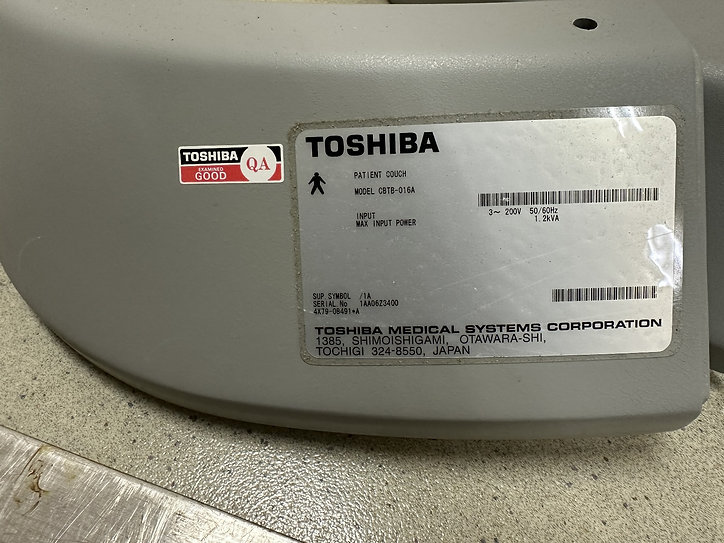 TOSHIBA
EXAMINED
GOOD
QA
TOSHIBA
PATIENT COUCH
MODEL CBTB-016A
INPUT 3~ 200V 50/60Hz
MAX INPUT POWER 1.2kVA
SUP.SYMBOL /1A
SERIAL No 1AA06Z3400
4X79-08491*A
TOSHIBA MEDICAL SYSTEMS CORPORATION
1385, SHIMOISHIGAMI, OTAWARA-SHI,
TOCHIGI 324-8550, JAPAN